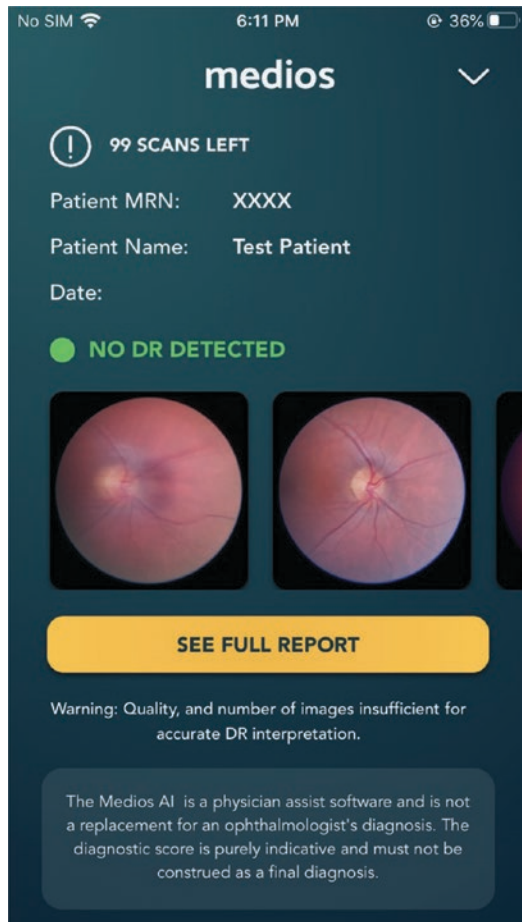 No SIM 6:11 PM 36%
medios
! 99 SCANS LEFT
Patient MRN: XXXX
Patient Name: Test Patient
Date:
NO DR DETECTED
SEE FULL REPORT
Warning: Quality, and number of images insufficient for
accurate DR interpretation.
The Medios AI is a physician assist software and is not
a replacement for an ophthalmologist's diagnosis. The
diagnostic score is purely indicative and must not be
construed as a final diagnosis.